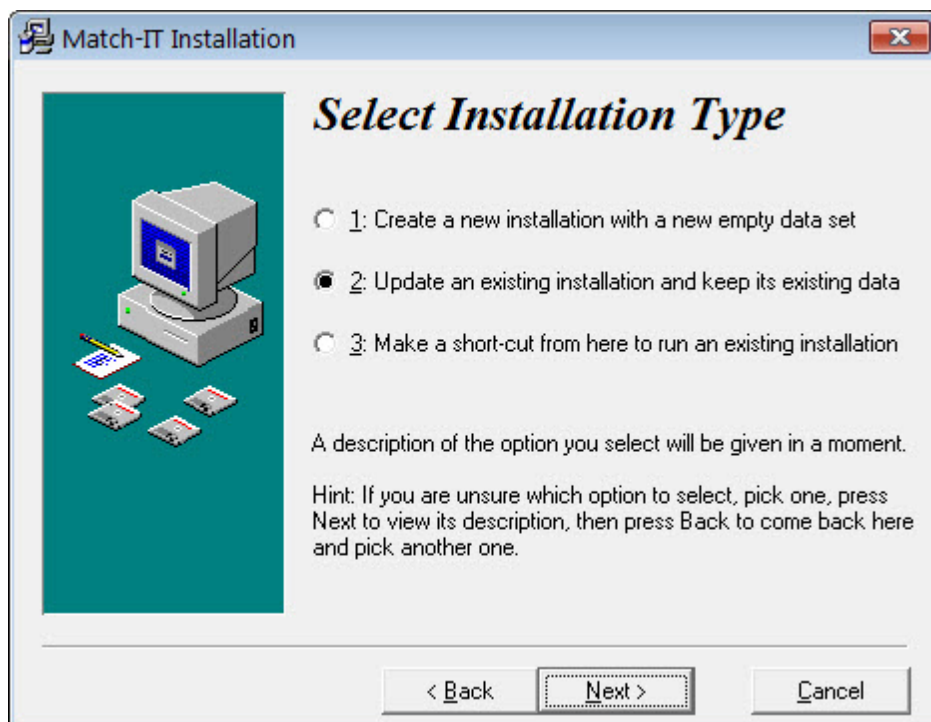 Match-IT Installation
Select Installation Type
1: Create a new installation with a new empty data set
2: Update an existing installation and keep its existing data
3: Make a short-cut from here to run an existing installation
A description of the option you select will be given in a moment.
Hint: If you are unsure which option to select, pick one, press
Next to view its description, then press Back to come back here
and pick another one.
< Back
Next >
Cancel